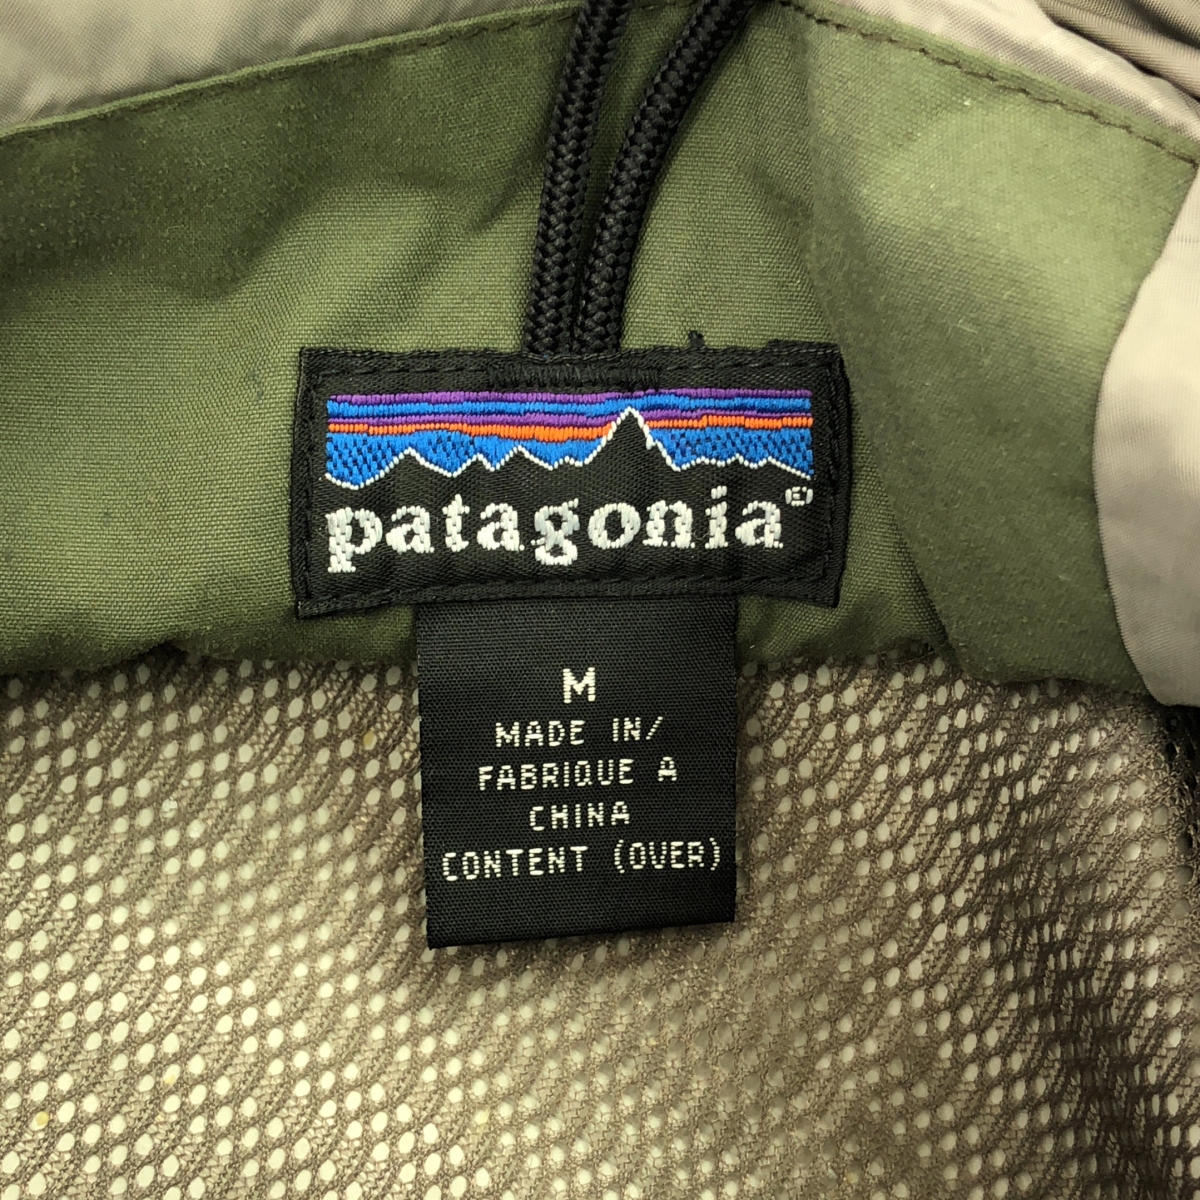 patagonia®
M
MADE IN/
FABRIQUE A
CHINA
CONTENT (OVER)